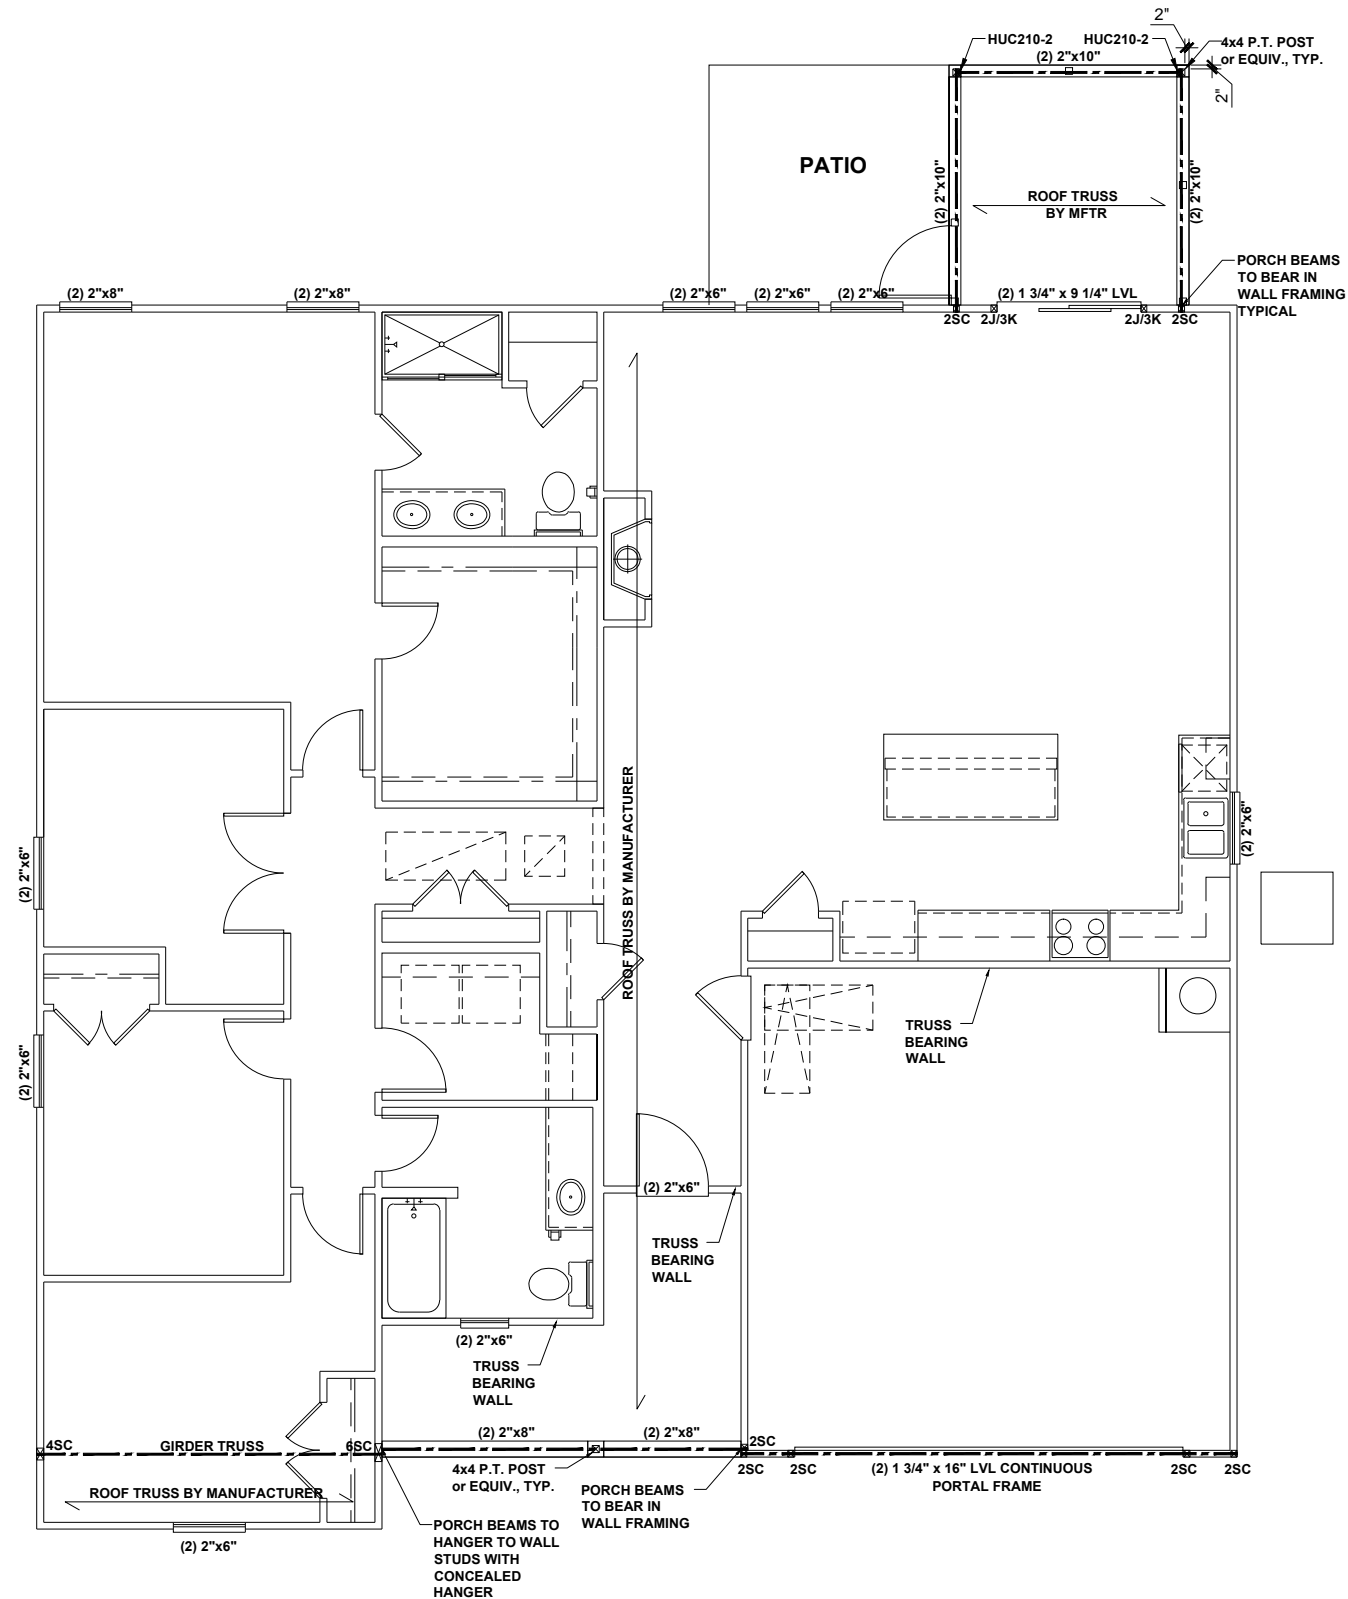 2"
HUC210-2
HUC210-2
(2) 2"x10"
4x4 P.T. POST
or EQUIV., TYP.
2"
PATIO
(2) 2"x10"
ROOF TRUSS
BY MFTR
(2) 2"x10"
PORCH BEAMS
TO BEAR IN
WALL FRAMING
TYPICAL
(2) 2"x8"
(2) 2"x8"
(2) 2"x6"
(2) 2"x6"
(2) 2"x6"
(2) 1 3/4" x 9 1/4" LVL
2SC
2J/3K
2J/3K
2SC
ROOF TRUSS BY MANUFACTURER
(2) 2"x6"
(2) 2"x6"
(2) 2"x6"
TRUSS
BEARING
WALL
(2) 2"x6"
TRUSS
BEARING
WALL
(2) 2"x6"
TRUSS
BEARING
WALL
4SC
GIRDER TRUSS
6SC
(2) 2"x8"
(2) 2"x8"
2SC
2SC
2SC
(2) 1 3/4" x 16" LVL CONTINUOUS
PORTAL FRAME
2SC
2SC
4x4 P.T. POST
or EQUIV., TYP.
PORCH BEAMS
TO BEAR IN
WALL FRAMING
ROOF TRUSS BY MANUFACTURER
PORCH BEAMS TO
HANGER TO WALL
STUDS WITH
CONCEALED
HANGER
(2) 2"x6"